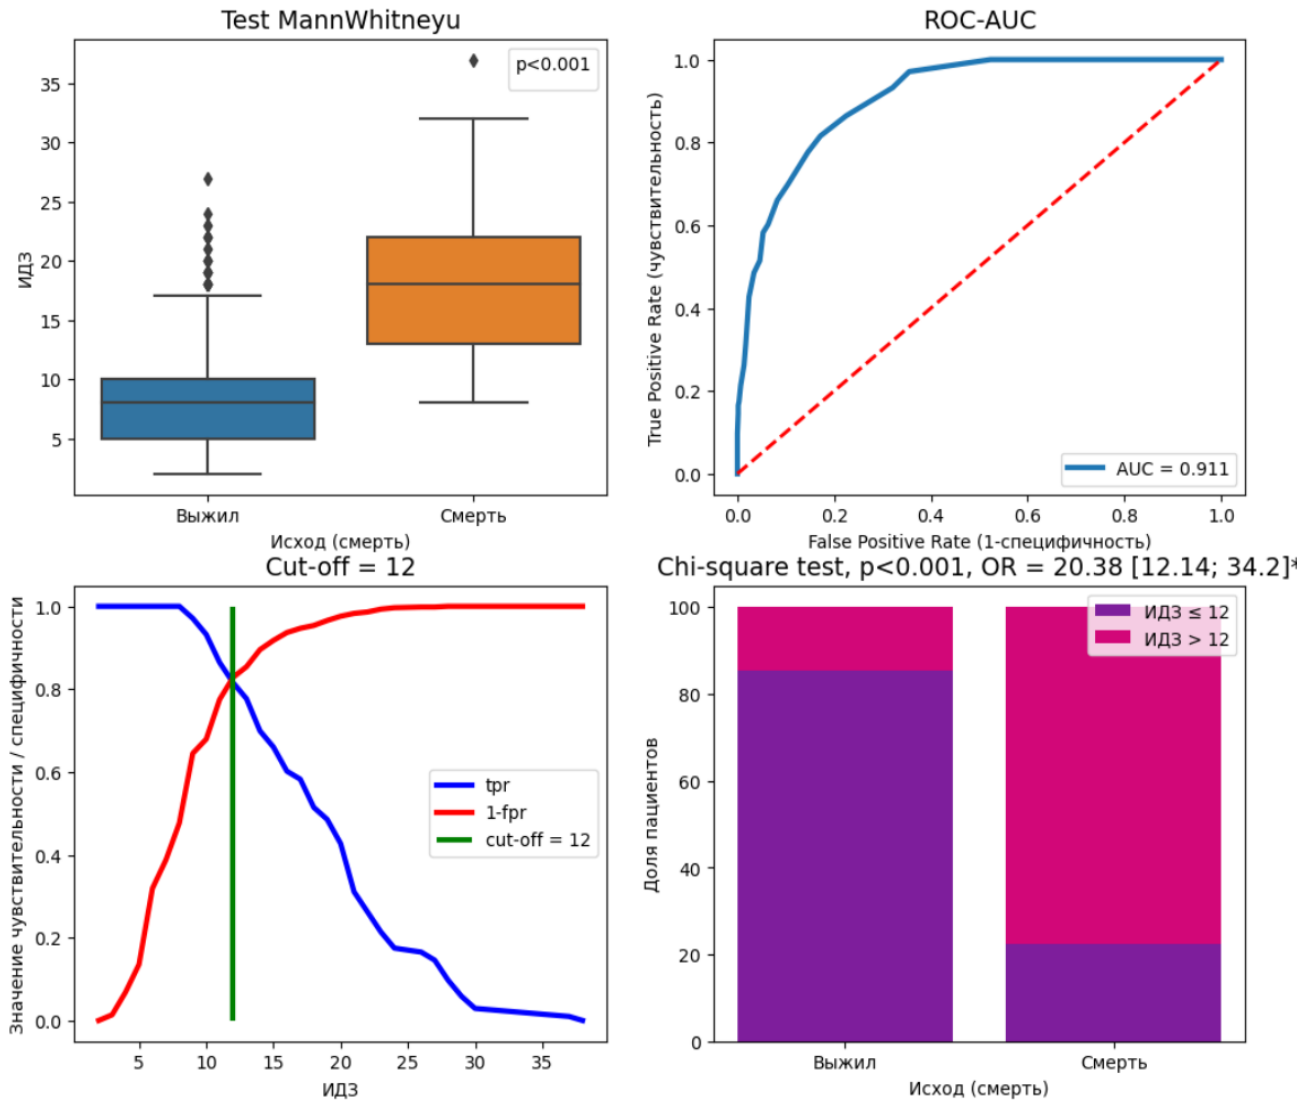 Test MannWhitneyu
p<0.001
35
30
25
20
15
10
5
ИДЗ
Выжил
Смерть
Исход (смерть)
ROC-AUC
1.0
0.8
0.6
0.4
0.2
0.0
True Positive Rate (чувствительность)
AUC = 0.911
0.0
0.2
0.4
0.6
0.8
1.0
False Positive Rate (1-специфичность)
Cut-off = 12
1.0
0.8
0.6
0.4
0.2
0.0
Значение чувствительности / специфичности
tpr
1-fpr
cut-off = 12
5
10
15
20
25
30
35
ИДЗ
Chi-square test, p<0.001, OR = 20.38 [12.14; 34.2]*
ИДЗ ≤ 12
ИДЗ > 12
100
80
60
40
20
0
Доля пациентов
Выжил
Смерть
Исход (смерть)